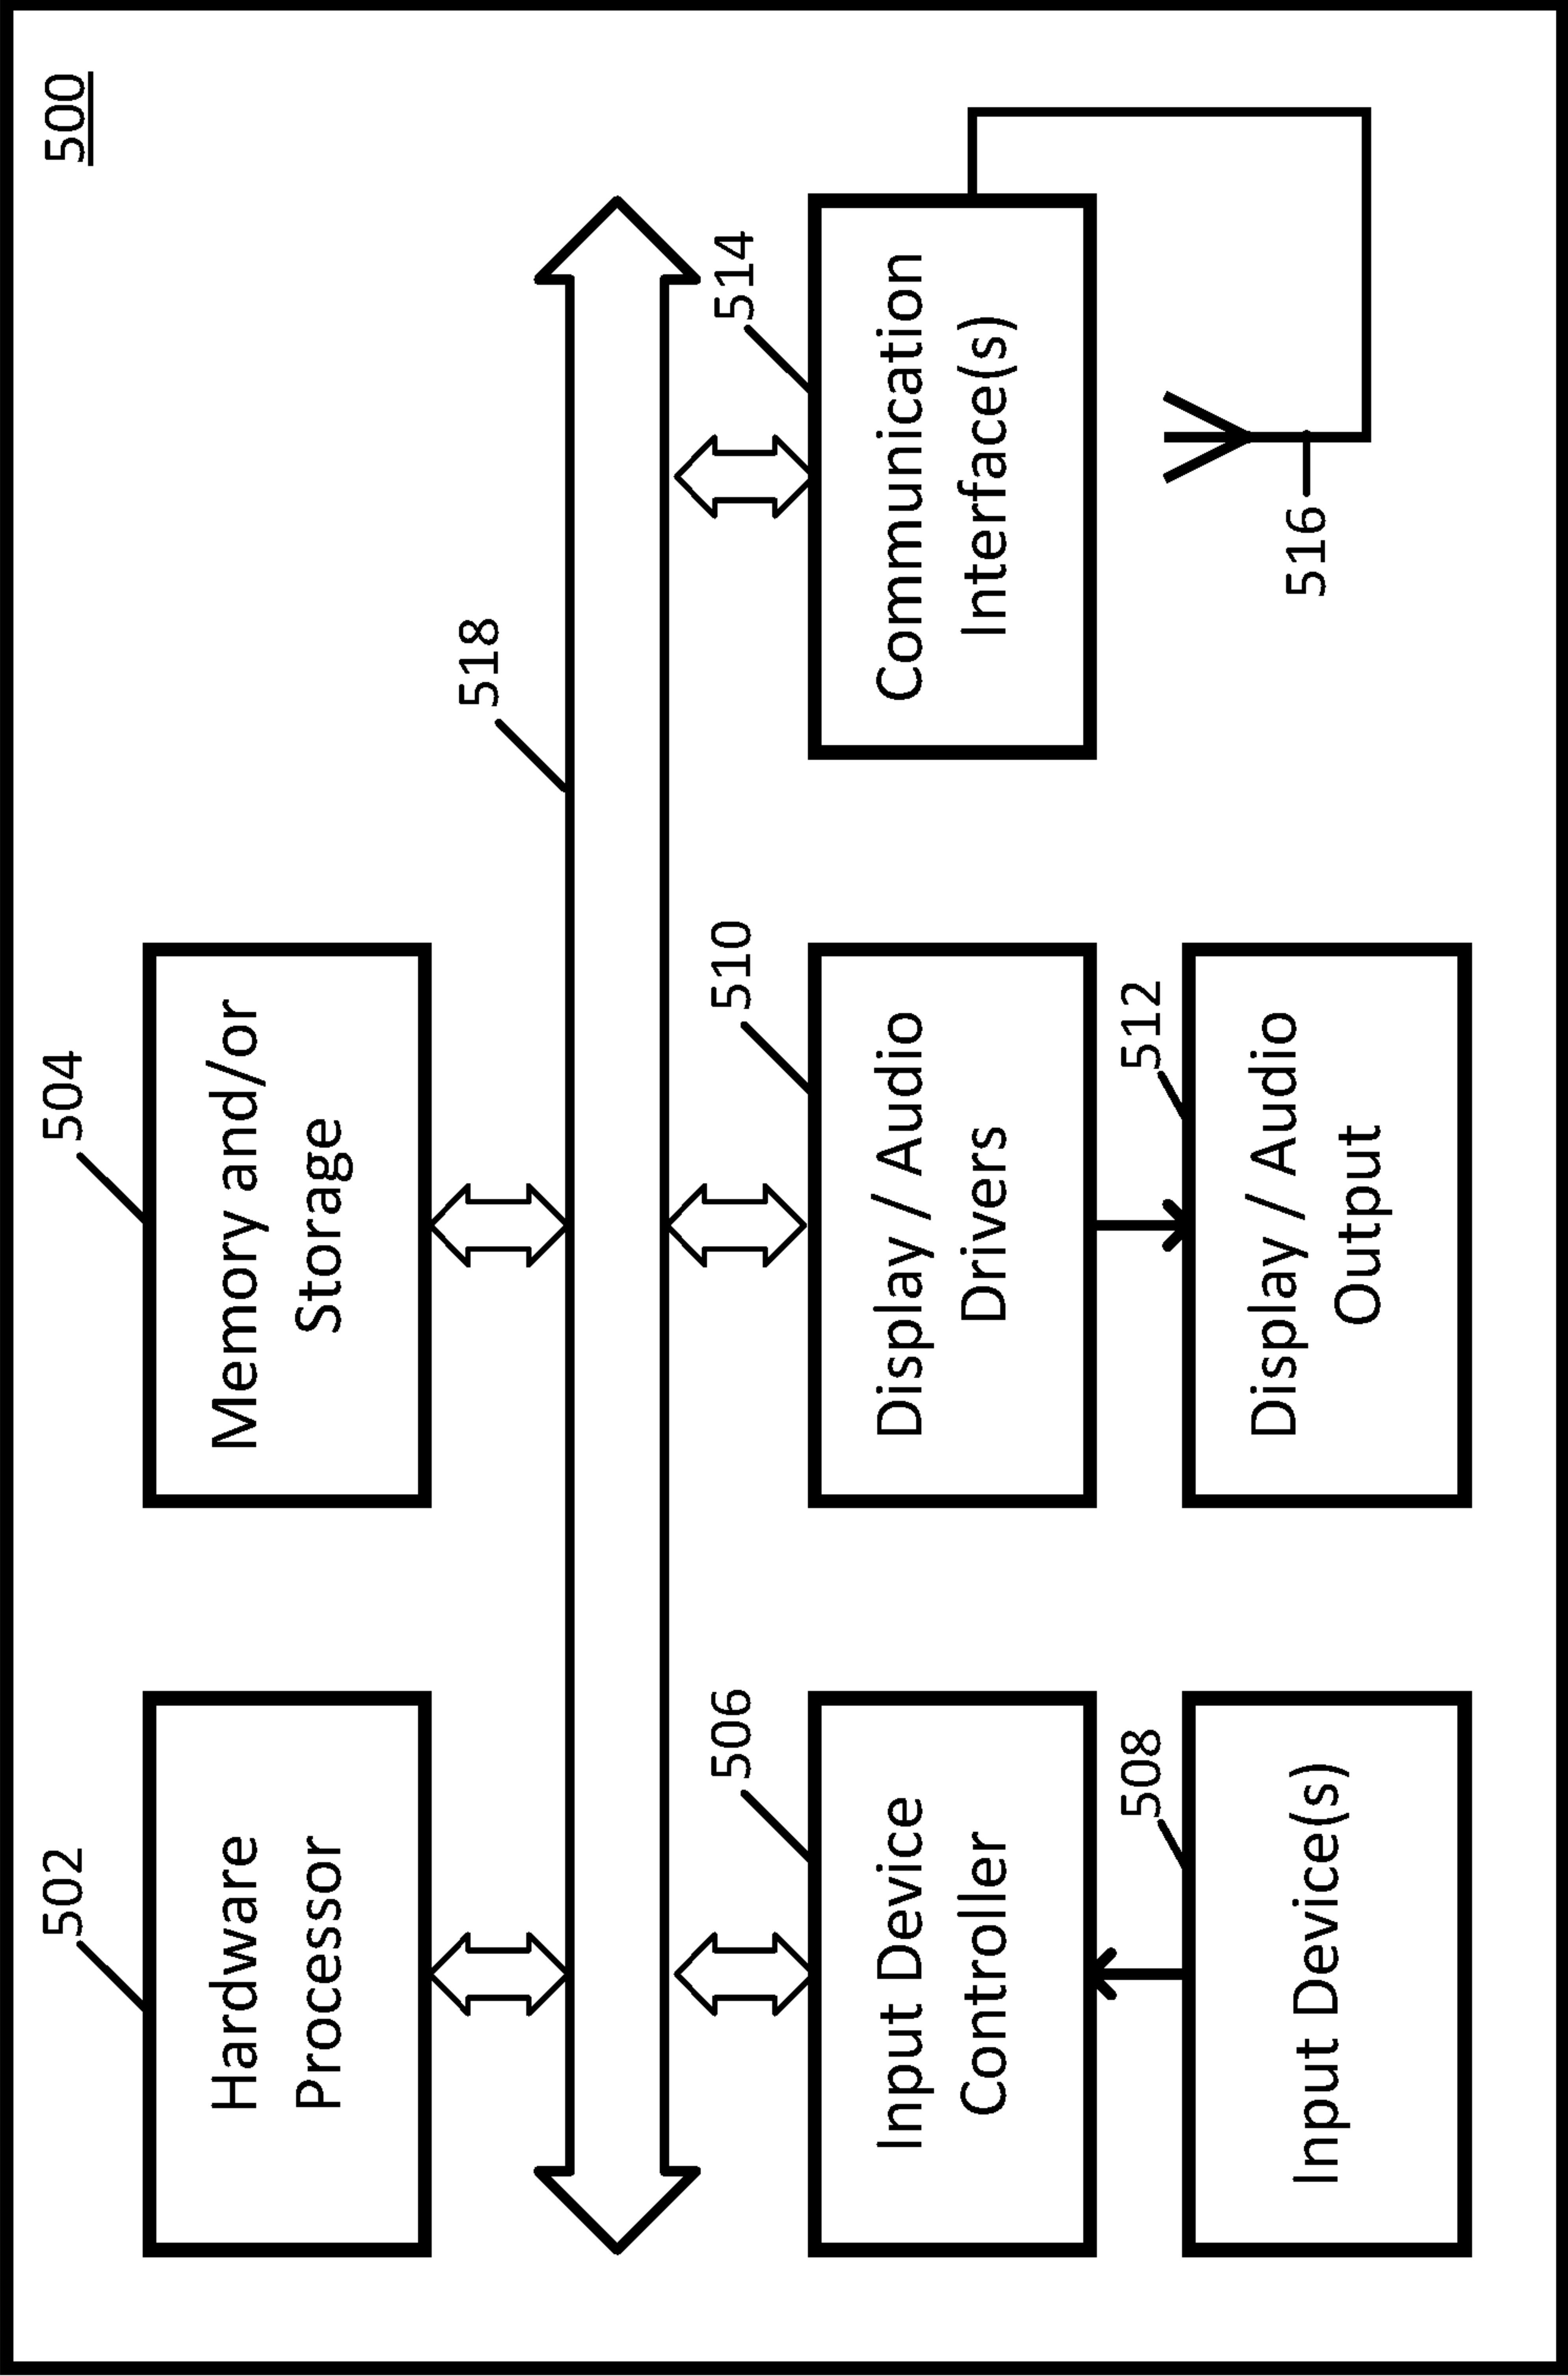 500
502
Hardware
Processor
504
Memory and/or
Storage
518
506
Input Device
Controller
510
Display / Audio
Drivers
514
Communication
Interface(s)
508
Input Device(s)
512
Display / Audio
Output
516